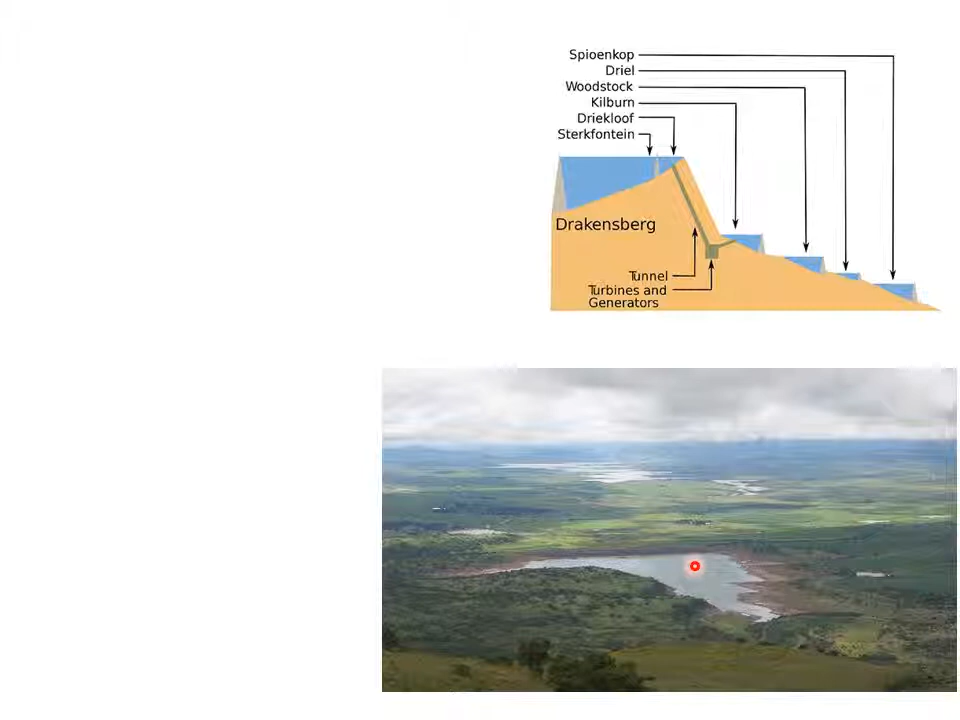 Spioenkop
Driel
Woodstock
Kilburn
Driekloof
Sterkfontein
Drakensberg
Tunnel
Turbines and
Generators